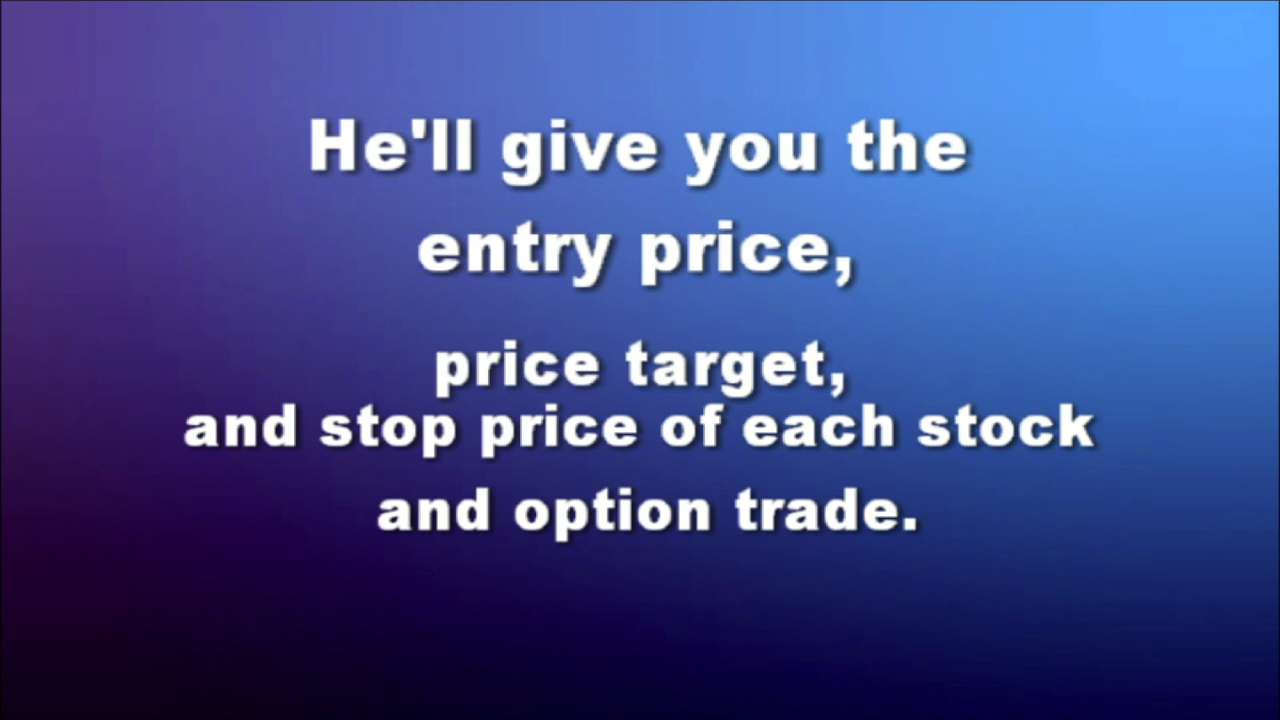 He'll give you the
entry price,
price target,
and stop price of each stock
and option trade.